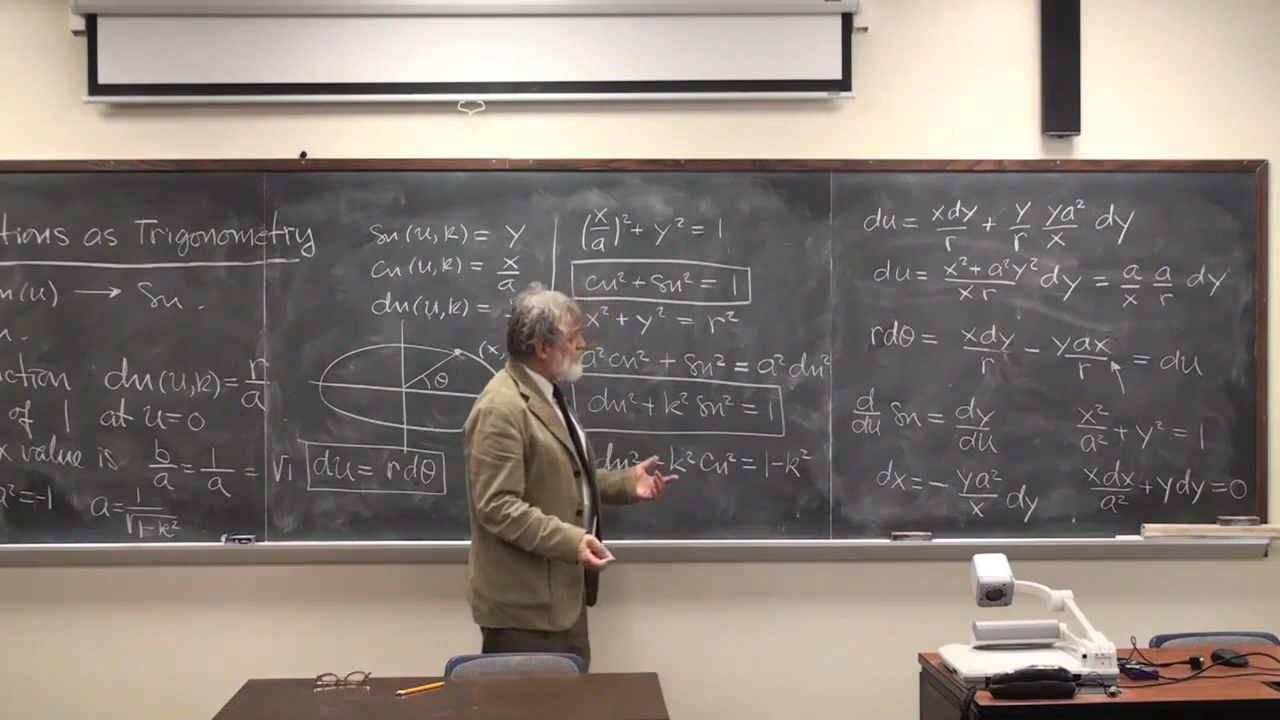 tions as Trigonometry
n(u) → Sn.
n.
ction dn(u,k) = r/a
of 1 at u=0
x value is b/a = 1/a = √1
a²=-1 a = 1/√(1-k²)
Sn(u,k) = y
cn(u,k) = x/a
dn(u,k) =
(x,
θ
du = rdθ
(x/a)² + y² = 1
cn² + sn² = 1
x² + y² = r²
a²cn² + sn² = a²dn²
dn² + k²sn² = 1
dn² - k²cn² = 1-k²
du = xdy/r + y/r ya²/x dy
du = (x² + a²y²)/(xr) dy = a/x a/r dy
rdθ = xdy/r - ydx/r = du
d/du Sn = dy/du
x²/a² + y² = 1
dx = - ya²/x dy
xdx/a² + ydy = 0